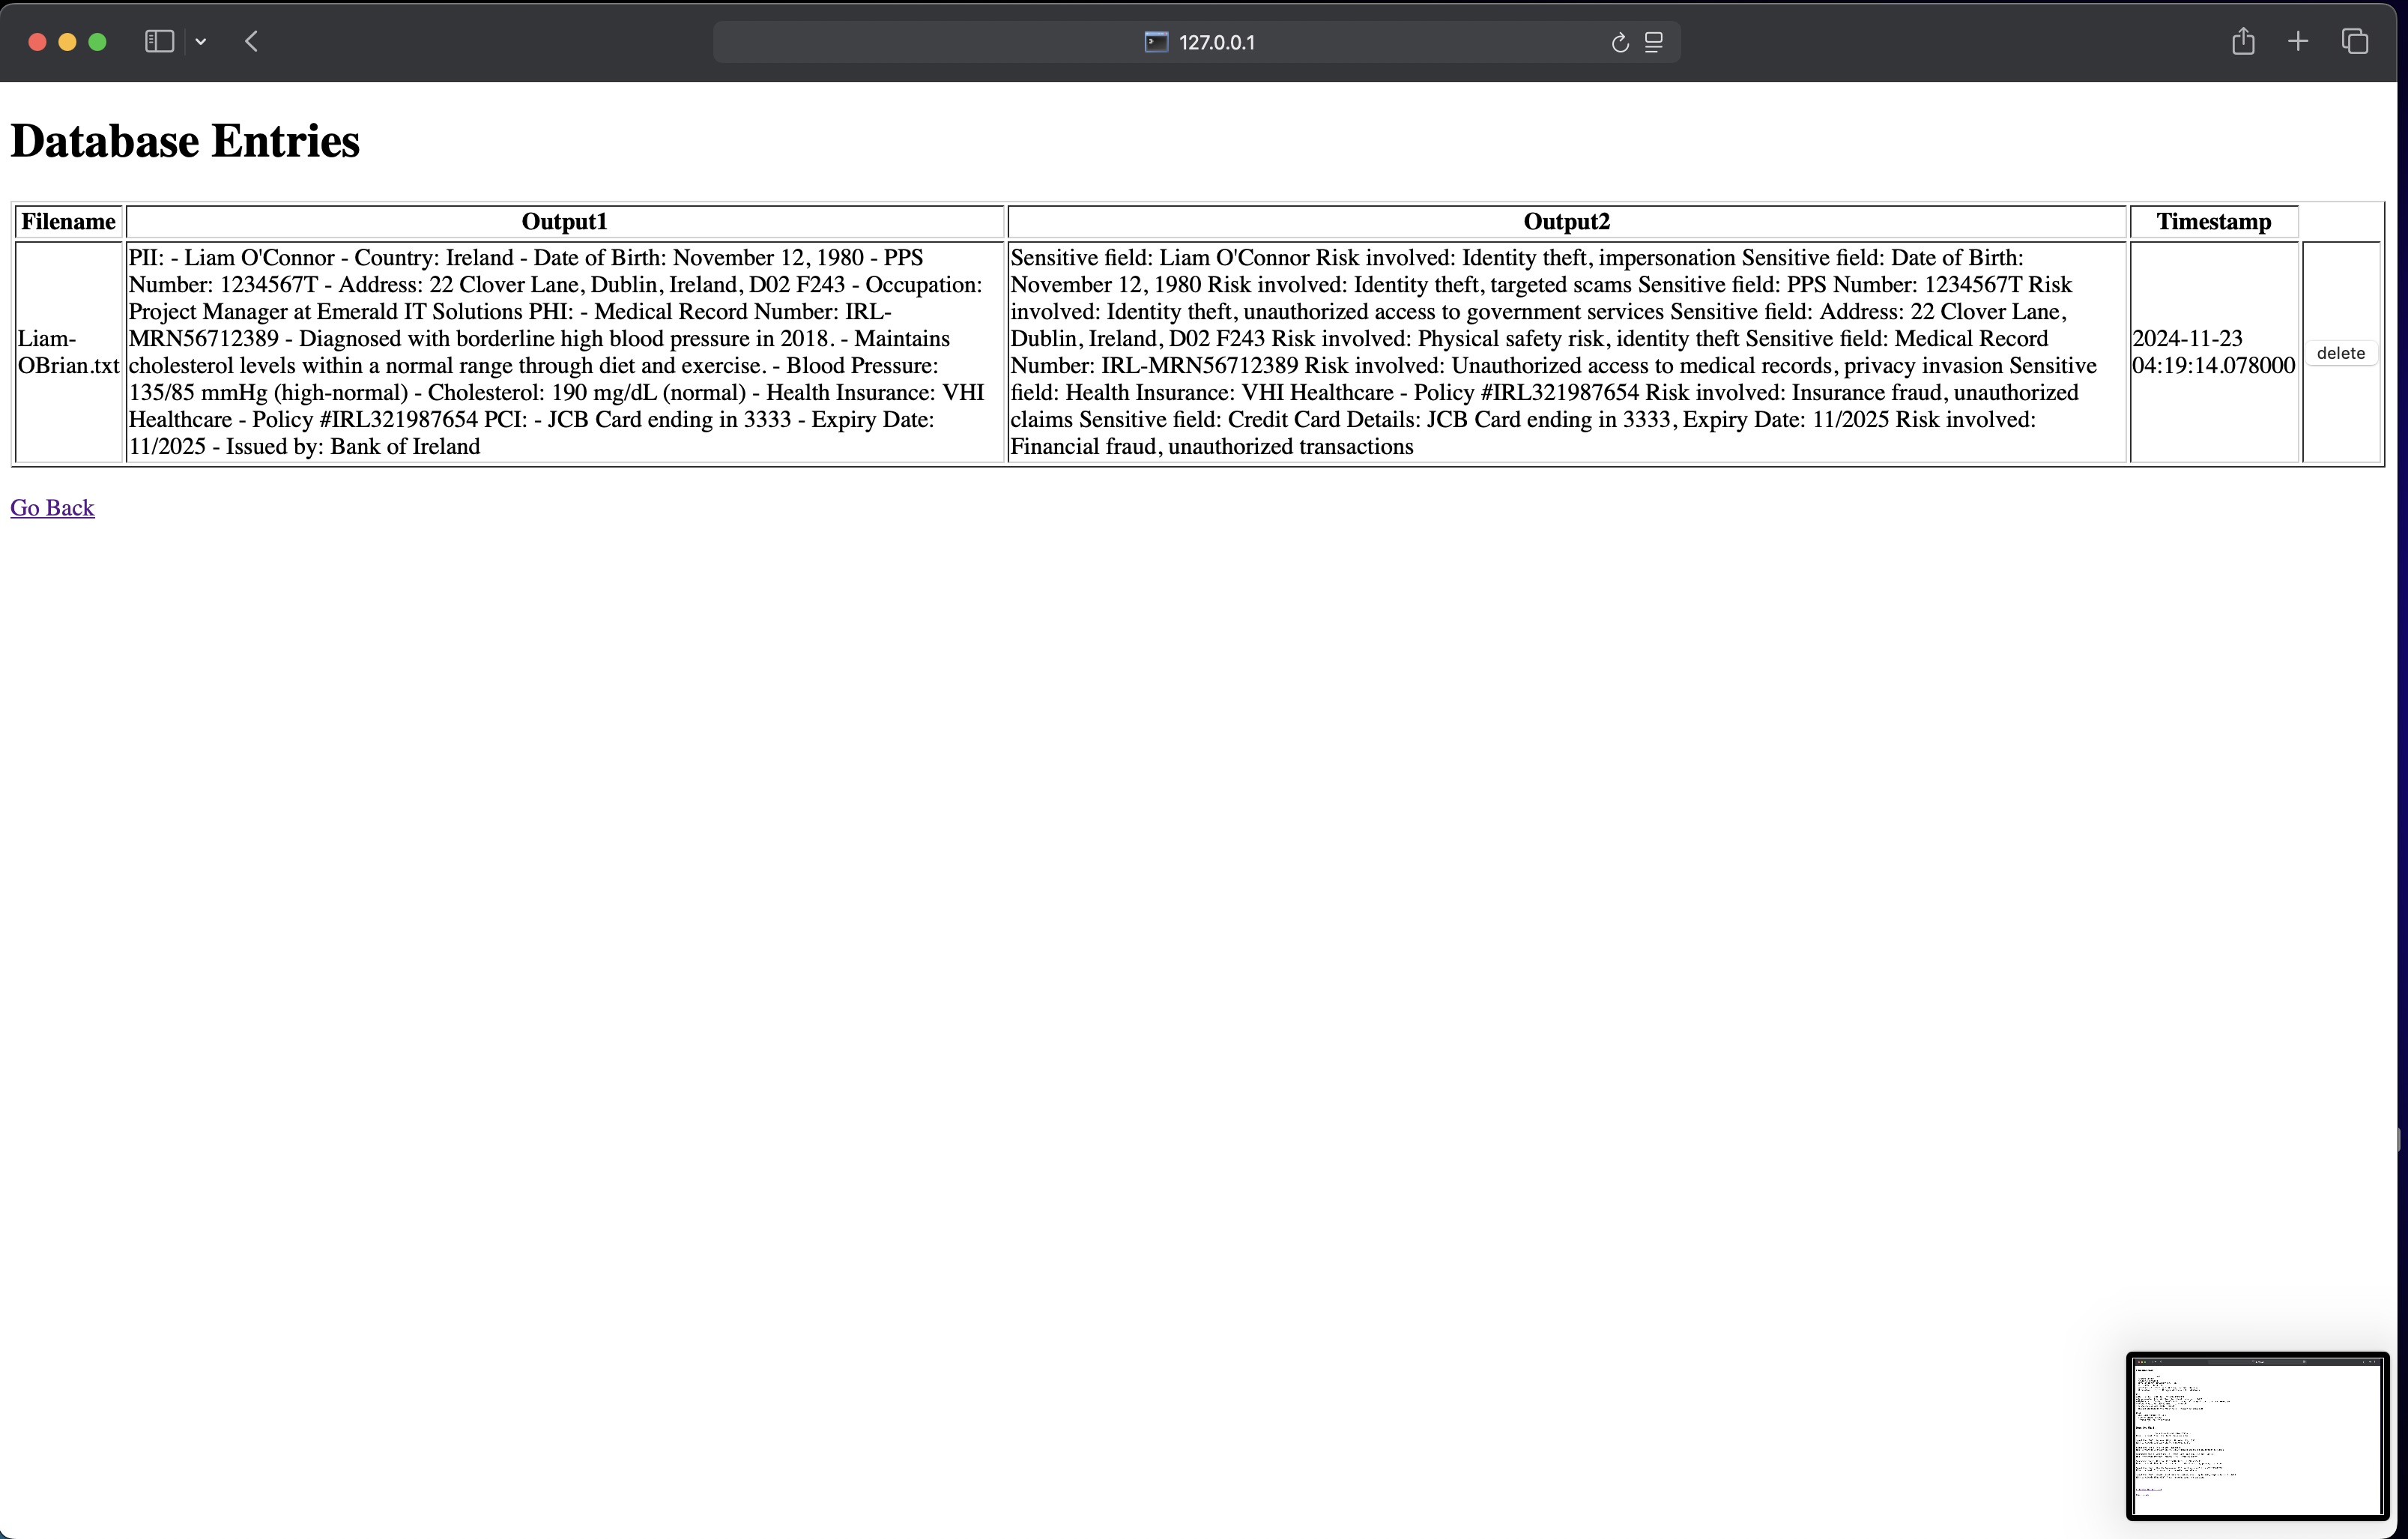 127.0.0.1
Database Entries
Filename Output1 Output2 Timestamp
Liam-
OBrian.txt
PII: - Liam O'Connor - Country: Ireland - Date of Birth: November 12, 1980 - PPS
Number: 1234567T - Address: 22 Clover Lane, Dublin, Ireland, D02 F243 - Occupation:
Project Manager at Emerald IT Solutions PHI: - Medical Record Number: IRL-
MRN56712389 - Diagnosed with borderline high blood pressure in 2018. - Maintains
cholesterol levels within a normal range through diet and exercise. - Blood Pressure:
135/85 mmHg (high-normal) - Cholesterol: 190 mg/dL (normal) - Health Insurance: VHI
Healthcare - Policy #IRL321987654 PCI: - JCB Card ending in 3333 - Expiry Date:
11/2025 - Issued by: Bank of Ireland
Sensitive field: Liam O'Connor Risk involved: Identity theft, impersonation Sensitive field: Date of Birth:
November 12, 1980 Risk involved: Identity theft, targeted scams Sensitive field: PPS Number: 1234567T Risk
involved: Identity theft, unauthorized access to government services Sensitive field: Address: 22 Clover Lane,
Dublin, Ireland, D02 F243 Risk involved: Physical safety risk, identity theft Sensitive field: Medical Record
Number: IRL-MRN56712389 Risk involved: Unauthorized access to medical records, privacy invasion Sensitive
field: Health Insurance: VHI Healthcare - Policy #IRL321987654 Risk involved: Insurance fraud, unauthorized
claims Sensitive field: Credit Card Details: JCB Card ending in 3333, Expiry Date: 11/2025 Risk involved:
Financial fraud, unauthorized transactions
2024-11-23
04:19:14.078000
delete
Go Back